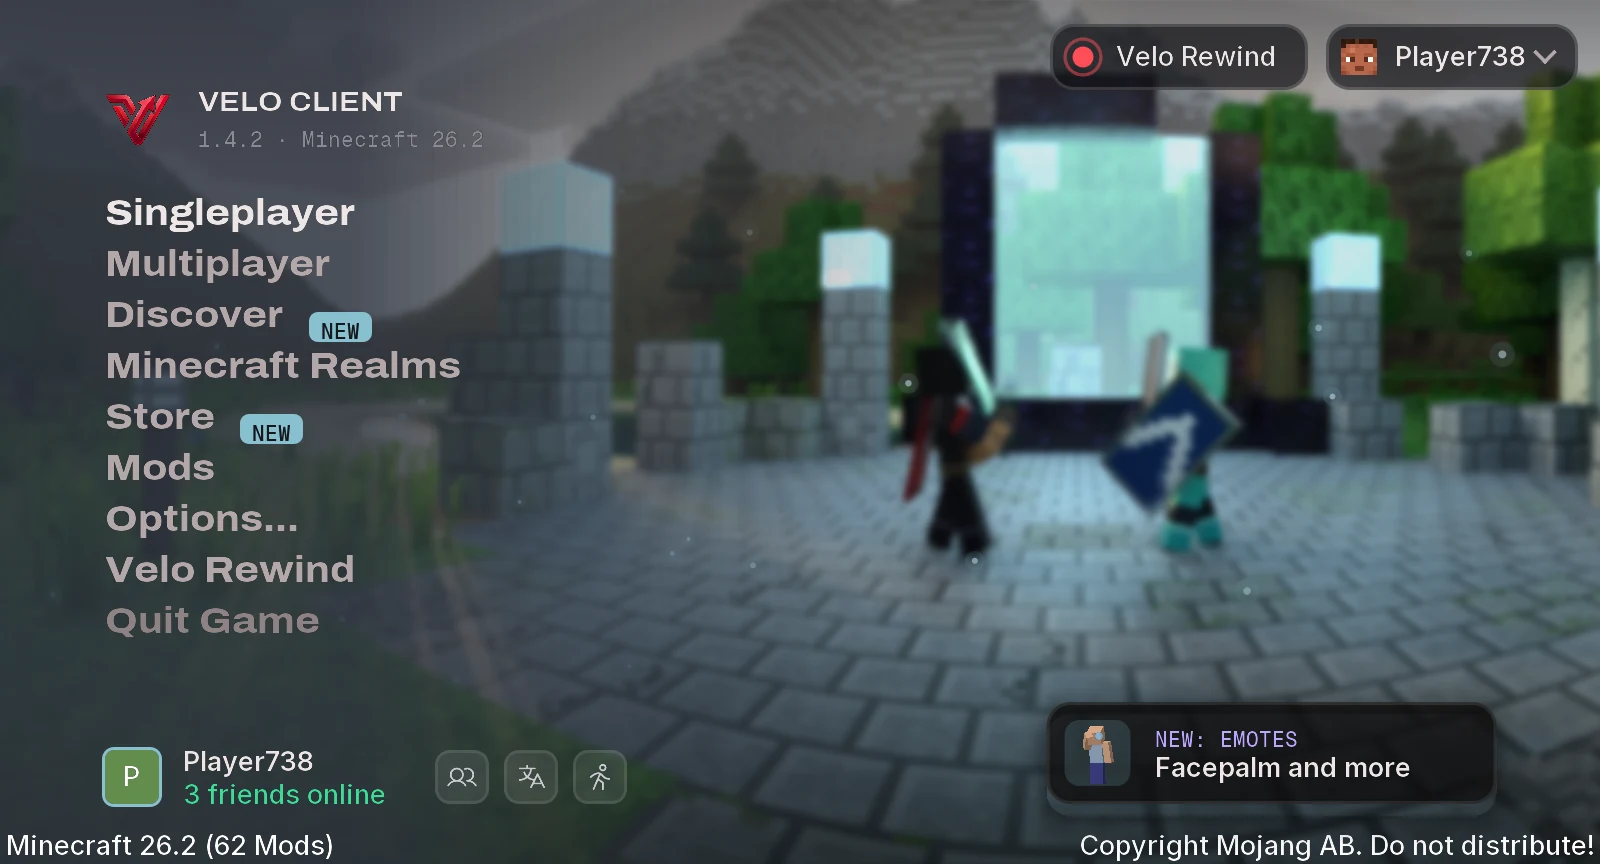 Velo Rewind
Player738
VELO CLIENT
1.4.2 · Minecraft 26.2
Singleplayer
Multiplayer
Discover NEW
Minecraft Realms
Store NEW
Mods
Options...
Velo Rewind
Quit Game
P
Player738
3 friends online
文A
NEW: EMOTES
Facepalm and more
Minecraft 26.2 (62 Mods)
Copyright Mojang AB. Do not distribute!